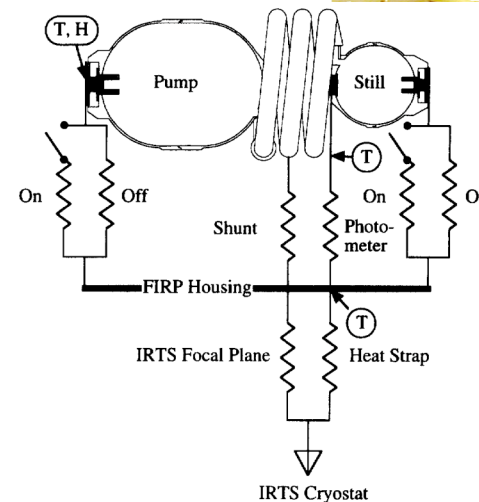 T, H
Pump
Still
T
On
Off
On
O
Shunt
Photo-
meter
FIRP Housing
T
IRTS Focal Plane
Heat Strap
IRTS Cryostat